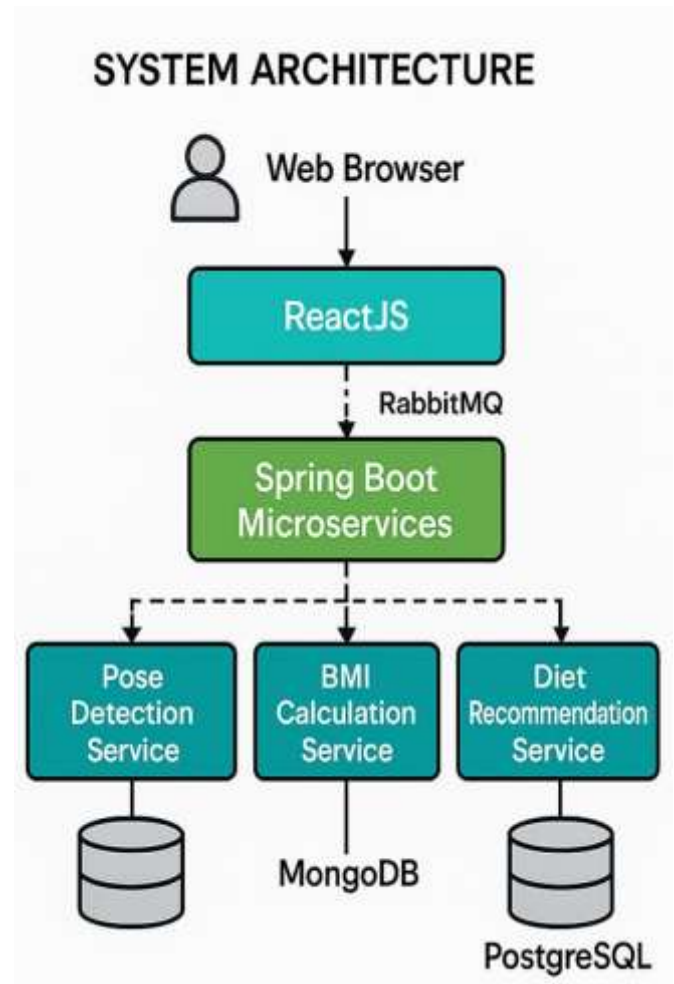 SYSTEM ARCHITECTURE
Web Browser
ReactJS
RabbitMQ
Spring Boot
Microservices
Pose
Detection
Service
BMI
Calculation
Service
Diet
Recommendation
Service
MongoDB
PostgreSQL